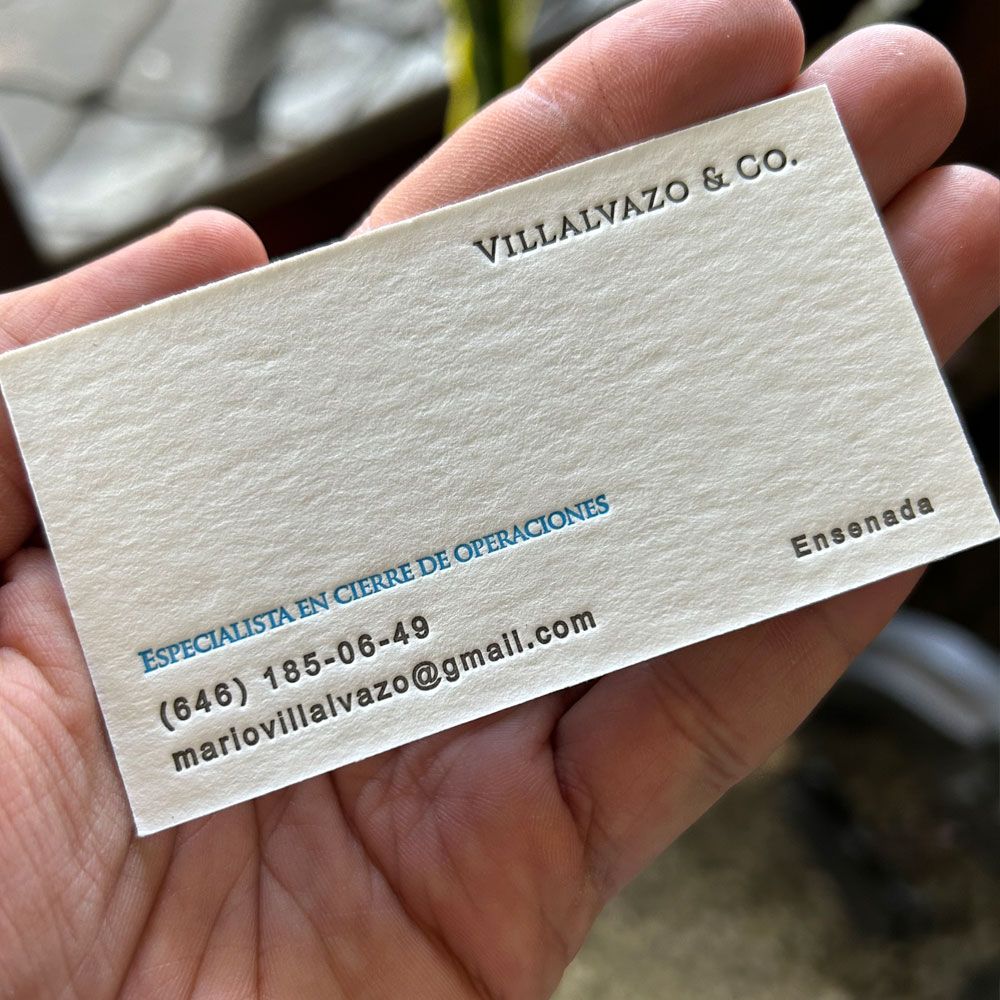 VILLALVAZO & CO.
ESPECIALISTA EN CIERRE DE OPERACIONES
(646) 185-06-49
mariovillalvazo@gmail.com
Ensenada